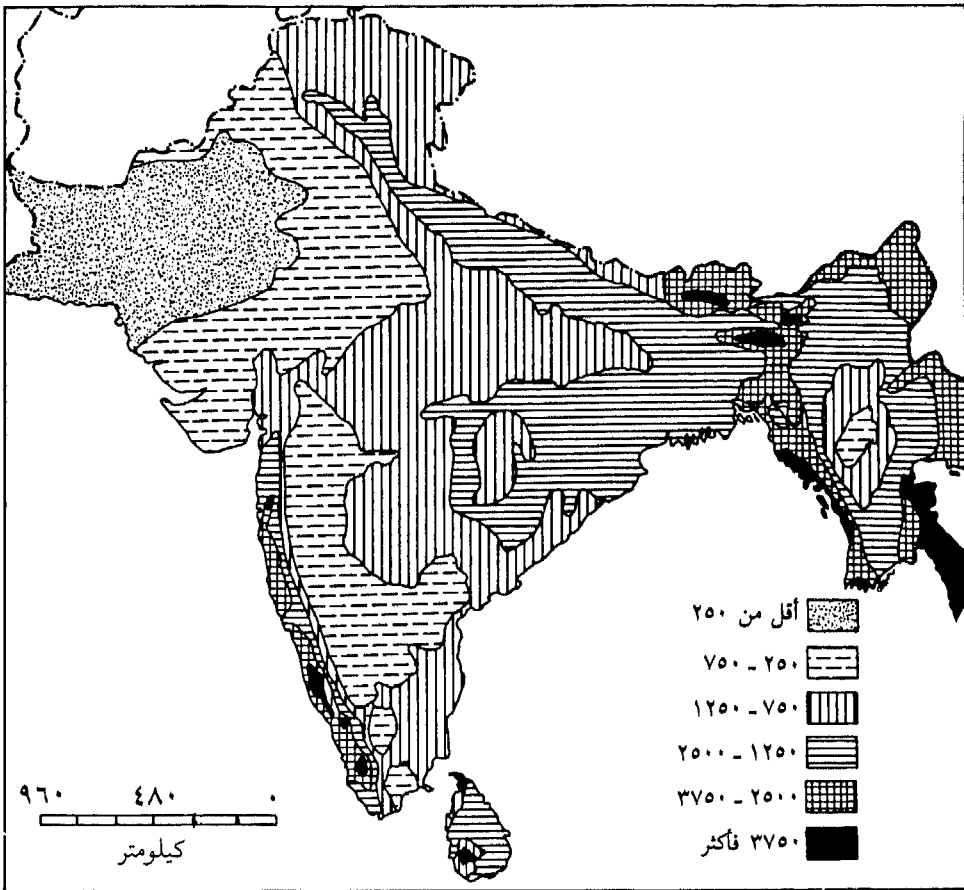 أقل من ٢٥٠
٢٥٠ ـ ٧٥٠
٧٥٠ ـ ١٢٥٠
١٢٥٠ ـ ٢٥٠٠
٢٥٠٠ ـ ٣٧٥٠
٣٧٥٠ فأكثر
٠ ٤٨٠ ٩٦٠
كيلومتر